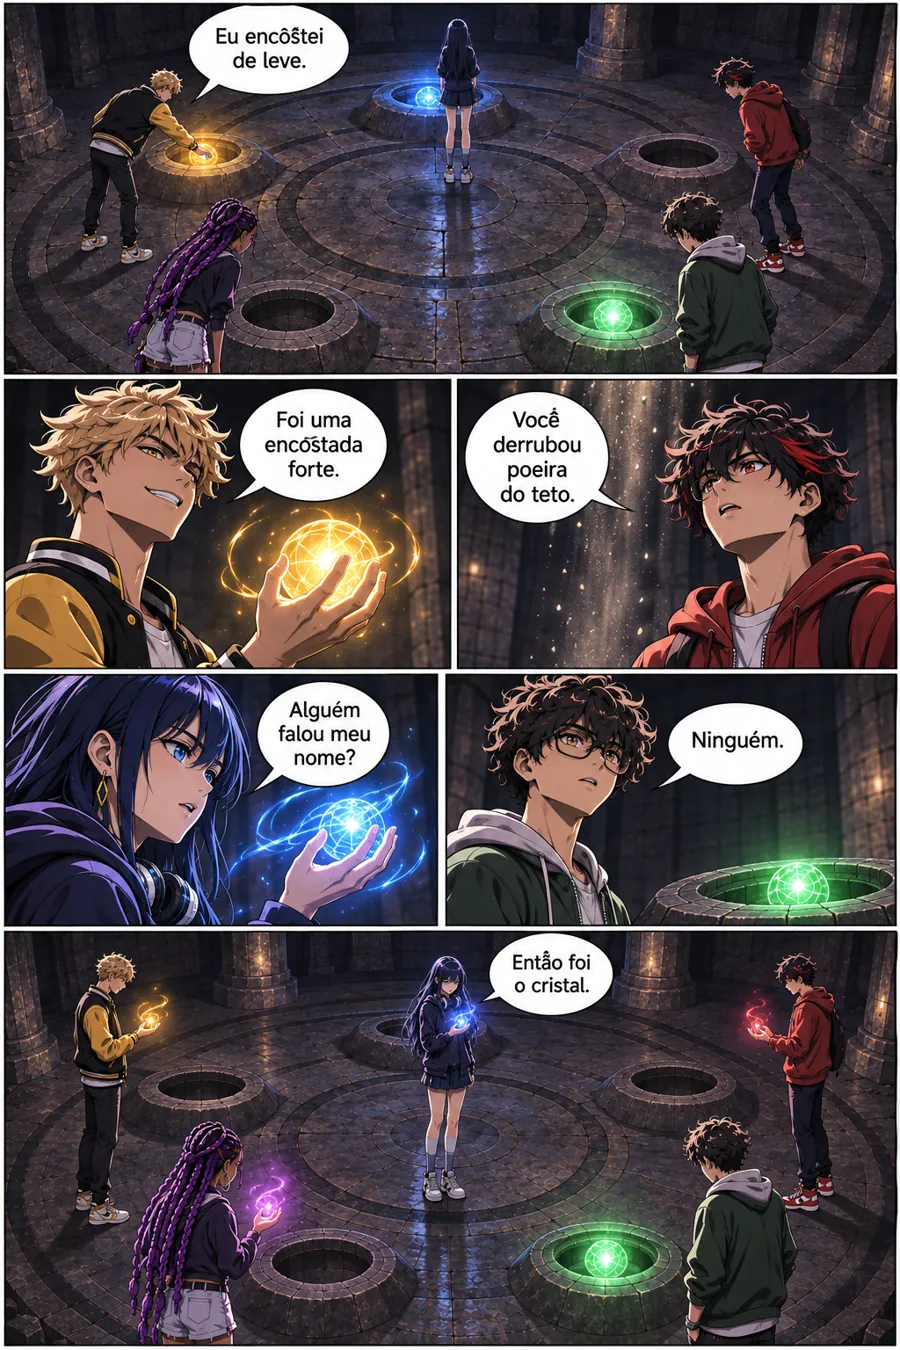 Eu encôstei
de leve.
Foi uma
encostada
forte.
Você
derrubou
poeira
do teto.
Alguém
falou meu
nome?
Ninguém.
Então foi
o cristal.